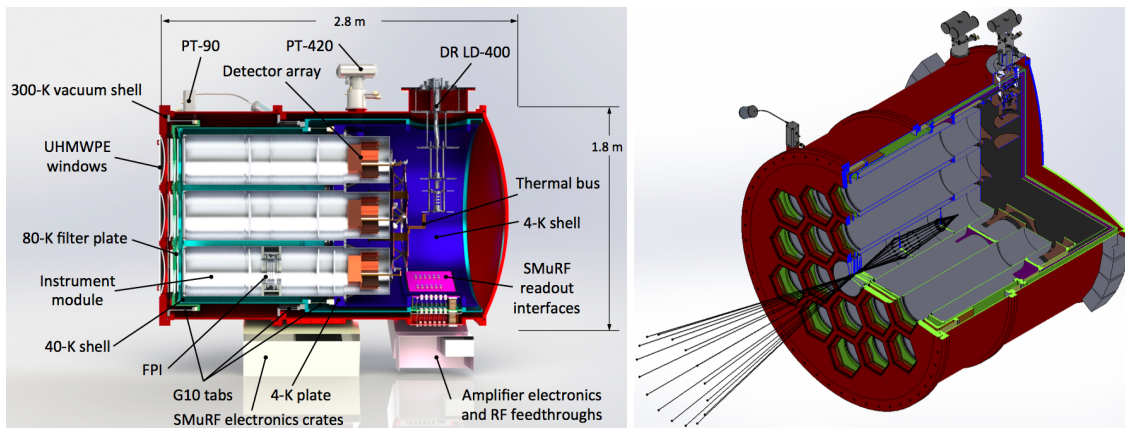 2.8 m
PT-90
PT-420
DR LD-400
Detector array
300-K vacuum shell
UHMWPE
windows
1.8 m
Thermal bus
4-K shell
80-K filter plate
Instrument
module
SMuRF
readout
interfaces
40-K shell
FPI
G10 tabs
4-K plate
SMuRF electronics crates
Amplifier electronics
and RF feedthroughs